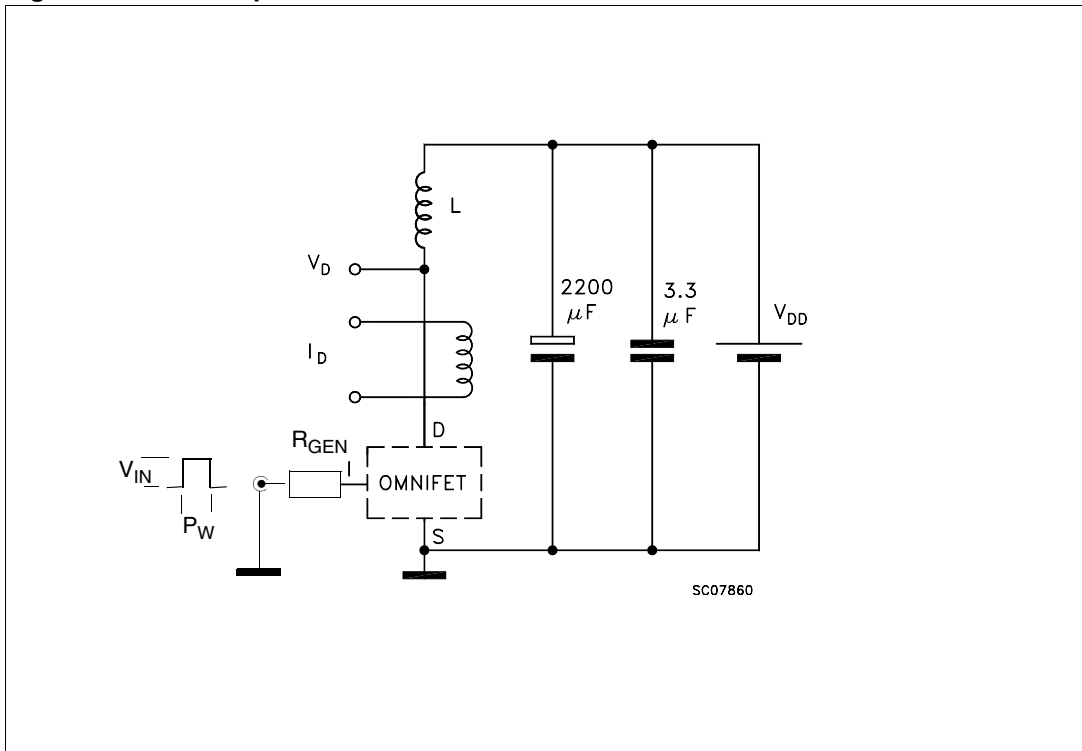 L
V_D
2200
μF
3.3
μF
V_DD
I_D
D
R_GEN
I
V_IN
OMNIFET
P_W
S
SC07860